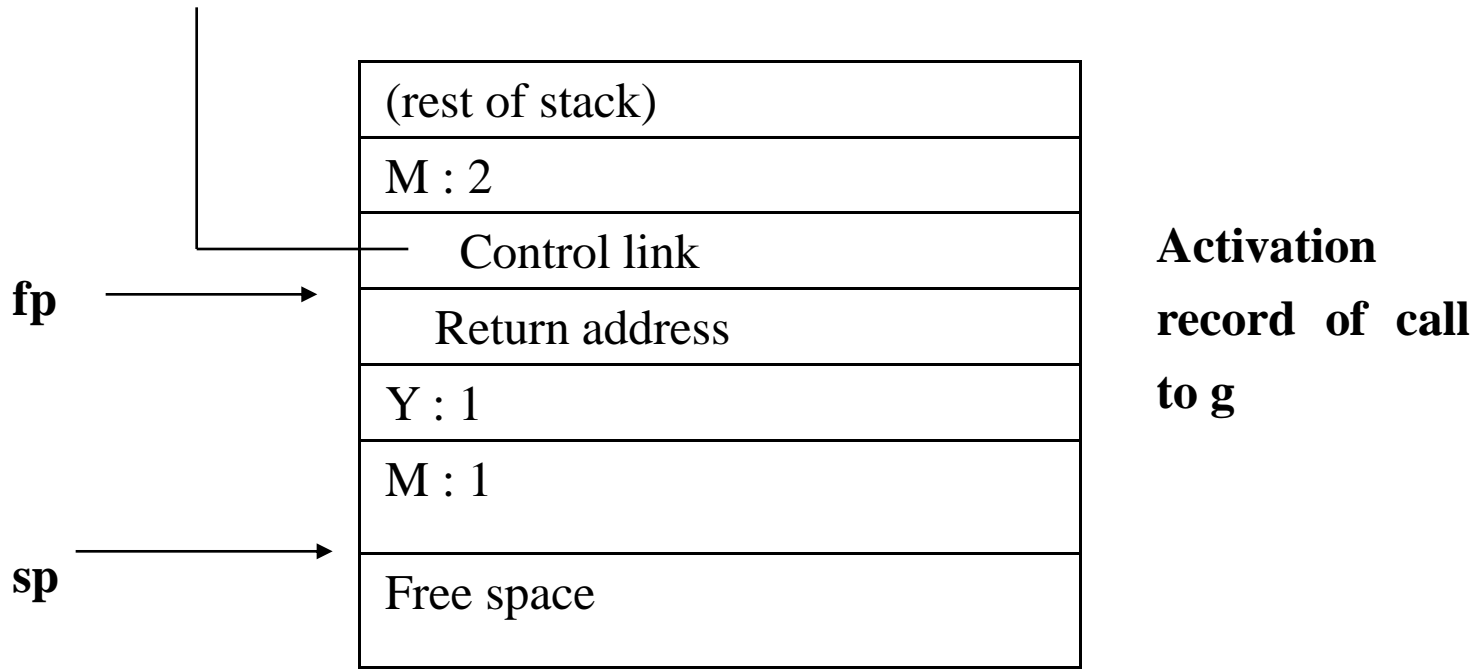 (rest of stack)
M : 2
Control link
fp
Return address
Y : 1
M : 1
sp
Free space
Activation
record of call
to g